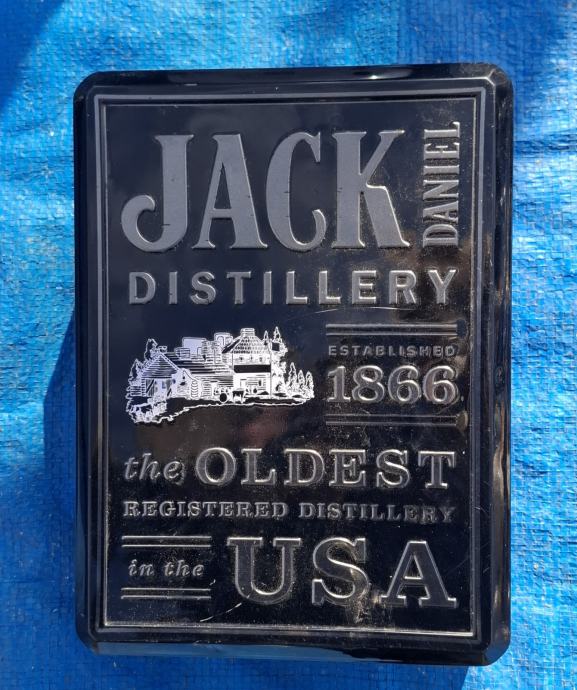 JACK DANIEL
DISTILLERY
ESTABLISHED
1866
the OLDEST
REGISTERED DISTILLERY
in the USA